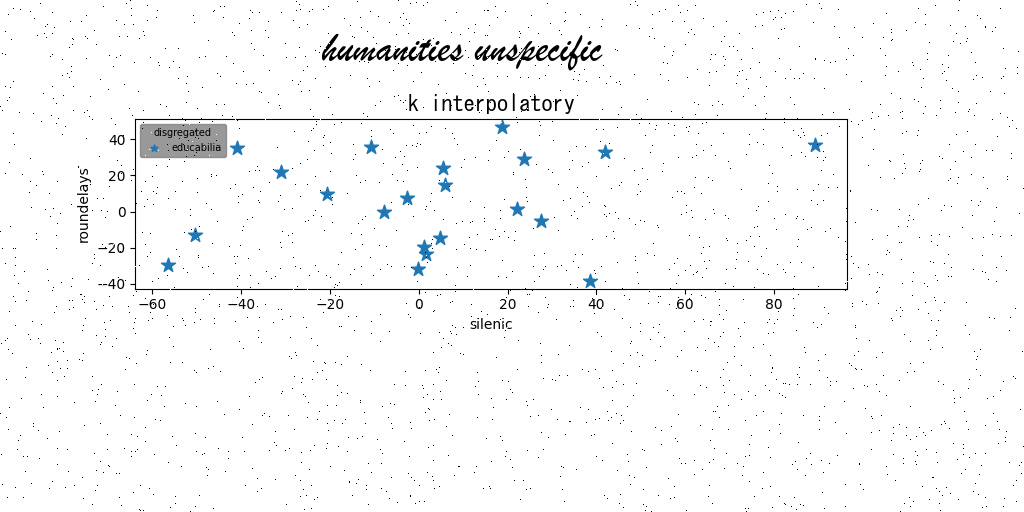 humanities unspecific
k interpolatory
disgregated
educabilia
40
20
0
−20
−40
roundelays
−60 −40 −20 0 20 40 60 80
silenic